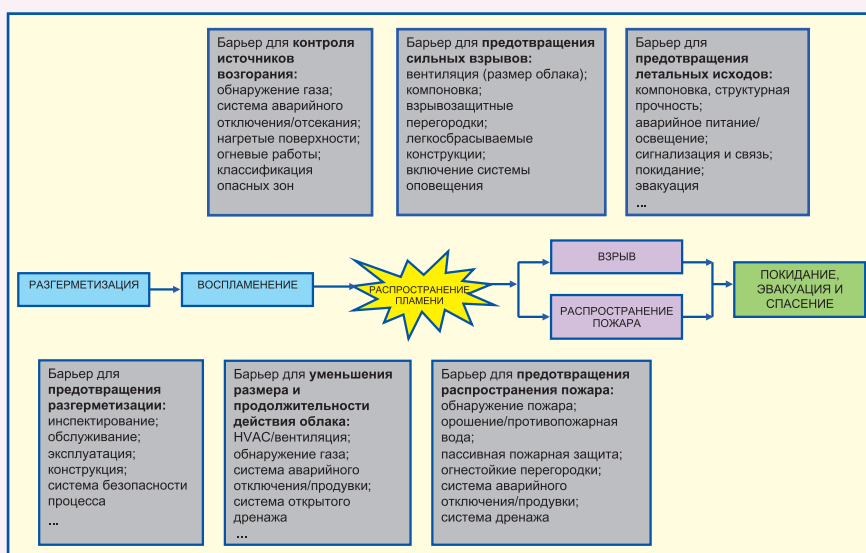 Барьер для контроля
источников
возгорания:
обнаружение газа;
система аварийного
отключения/отсекания;
нагретые поверхности;
огневые работы;
классификация
опасных зон
Барьер для предотвращения
сильных взрывов:
вентиляция (размер облака);
компоновка;
взрывозащитные
перегородки;
легкосбрасываемые
конструкции;
включение системы
оповещения
Барьер для
предотвращения
летальных исходов:
компоновка, структурная
прочность;
аварийное питание/
освещение;
сигнализация и связь;
покидание;
эвакуация
...
РАЗГЕРМЕТИЗАЦИЯ
ВОСПЛАМЕНЕНИЕ
РАСПРОСТРАНЕНИЕ
ПЛАМЕНИ
ВЗРЫВ
РАСПРОСТРАНЕНИЕ
ПОЖАРА
ПОКИДАНИЕ,
ЭВАКУАЦИЯ И
СПАСЕНИЕ
Барьер для
предотвращения
разгерметизации:
инспектирование;
обслуживание;
эксплуатация;
конструкция;
система безопасности
процесса
...
Барьер для уменьшения
размера и
продолжительности
действия облака:
HVAC/вентиляция;
обнаружение газа;
система аварийного
отключения/продувки;
система открытого
дренажа
...
Барьер для предотвращения
распространения пожара:
обнаружение пожара;
орошение/противопожарная
вода;
пассивная пожарная защита;
огнестойкие перегородки;
система аварийного
отключения/продувки;
система дренажа